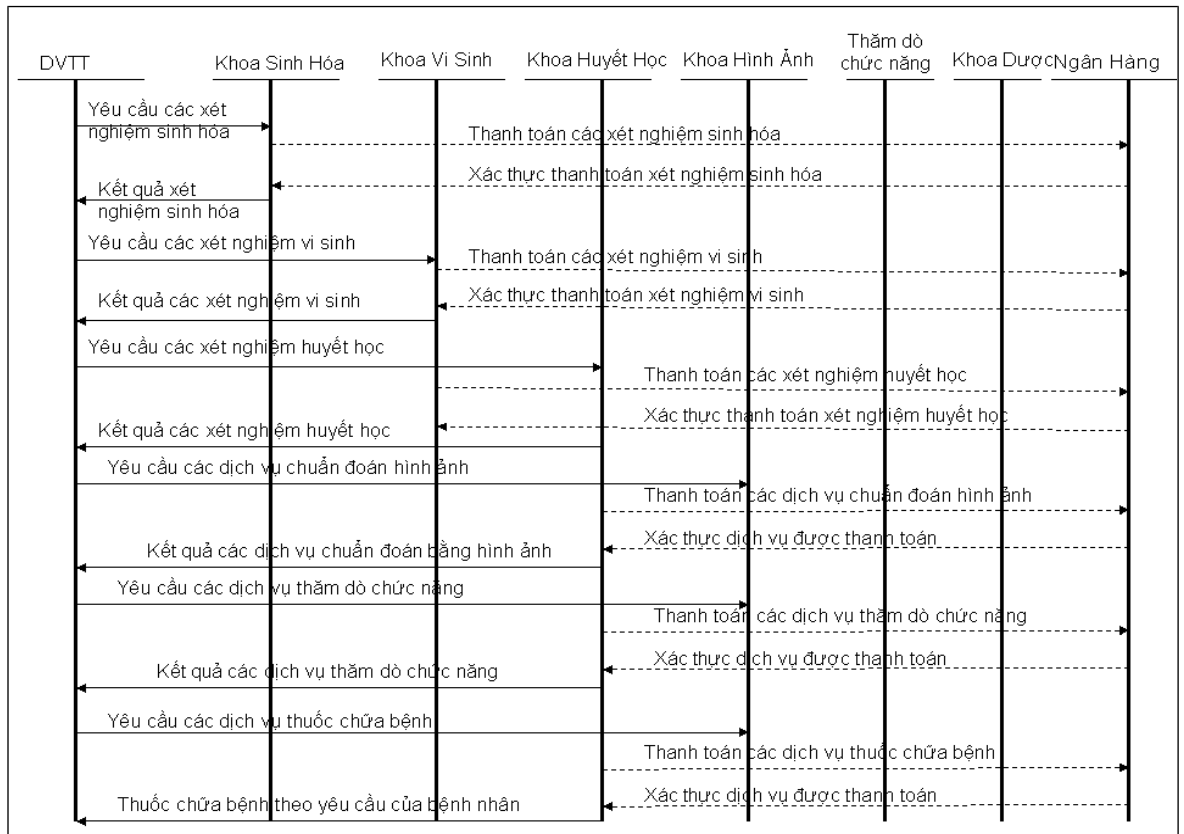 DVTT
Khoa Sinh Hóa
Khoa Vi Sinh
Khoa Huyết Học
Khoa Hình Ảnh
Thăm dò
chức năng
Khoa Dược
Ngân Hàng
Yêu cầu các xét
nghiệm sinh hóa
Thanh toán các xét nghiệm sinh hóa
Xác thực thanh toán xét nghiệm sinh hóa
Kết quả xét
nghiệm sinh hóa
Yêu cầu các xét nghiệm vi sinh
Thanh toán các xét nghiệm vi sinh
Xác thực thanh toán xét nghiệm vi sinh
Kết quả các xét nghiệm vi sinh
Yêu cầu các xét nghiệm huyết học
Thanh toán các xét nghiệm huyết học
Xác thực thanh toán xét nghiệm huyết học
Kết quả các xét nghiệm huyết học
Yêu cầu các dịch vụ chuẩn đoán hình ảnh
Thanh toán các dịch vụ chuẩn đoán hình ảnh
Xác thực dịch vụ được thanh toán
Kết quả các dịch vụ chuẩn đoán bằng hình ảnh
Yêu cầu các dịch vụ thăm dò chức năng
Thanh toán các dịch vụ thăm dò chức năng
Xác thực dịch vụ được thanh toán
Kết quả các dịch vụ thăm dò chức năng
Yêu cầu các dịch vụ thuốc chữa bệnh
Thanh toán các dịch vụ thuốc chữa bệnh
Xác thực dịch vụ được thanh toán
Thuốc chữa bệnh theo yêu cầu của bệnh nhân